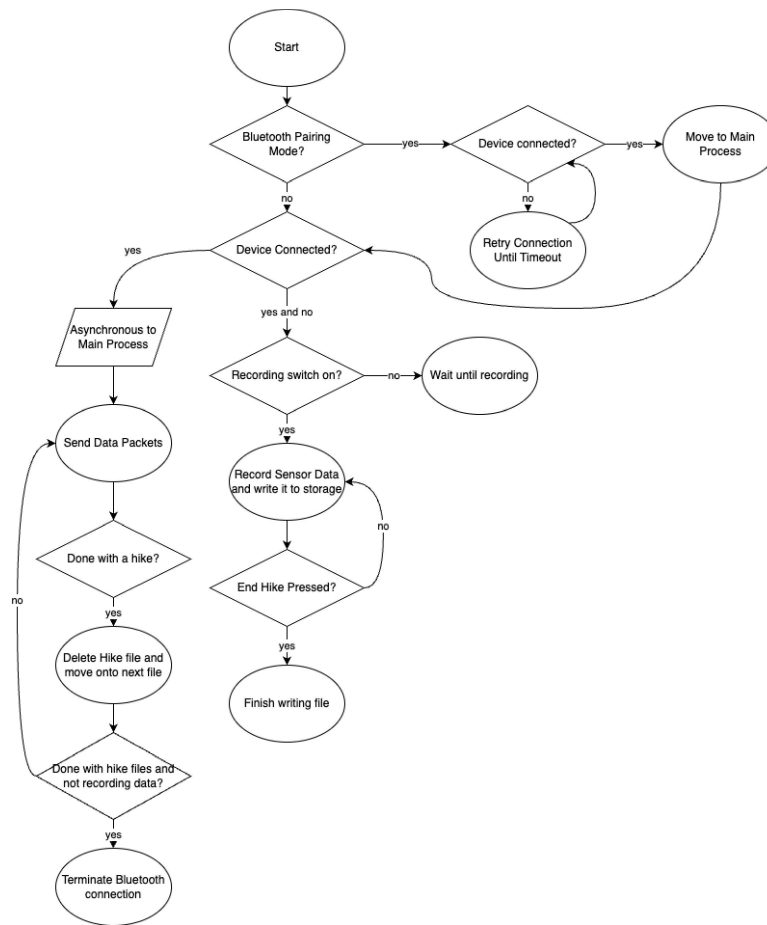 Start
Bluetooth Pairing
Mode?
yes
Device connected?
yes
Move to Main
Process
no
no
Retry Connection
Until Timeout
Device Connected?
yes
yes and no
Asynchronous to
Main Process
Recording switch on?
no
Wait until recording
yes
Send Data Packets
Record Sensor Data
and write it to storage
no
Done with a hike?
End Hike Pressed?
no
yes
yes
Delete Hike file and
move onto next file
Finish writing file
Done with hike files and
not recording data?
yes
Terminate Bluetooth
connection